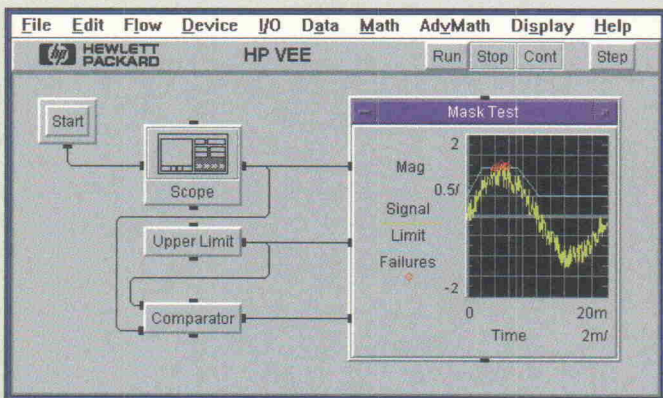 File Edit Flow Device I/O Data Math AdvMath Display Help
hp HEWLETT PACKARD HP VEE Run Stop Cont Step
Start
Scope
Upper Limit
Comparator
Mask Test
Mag
Signal
Limit
Failures
2
0.5/
-2
0 20m
Time 2m/